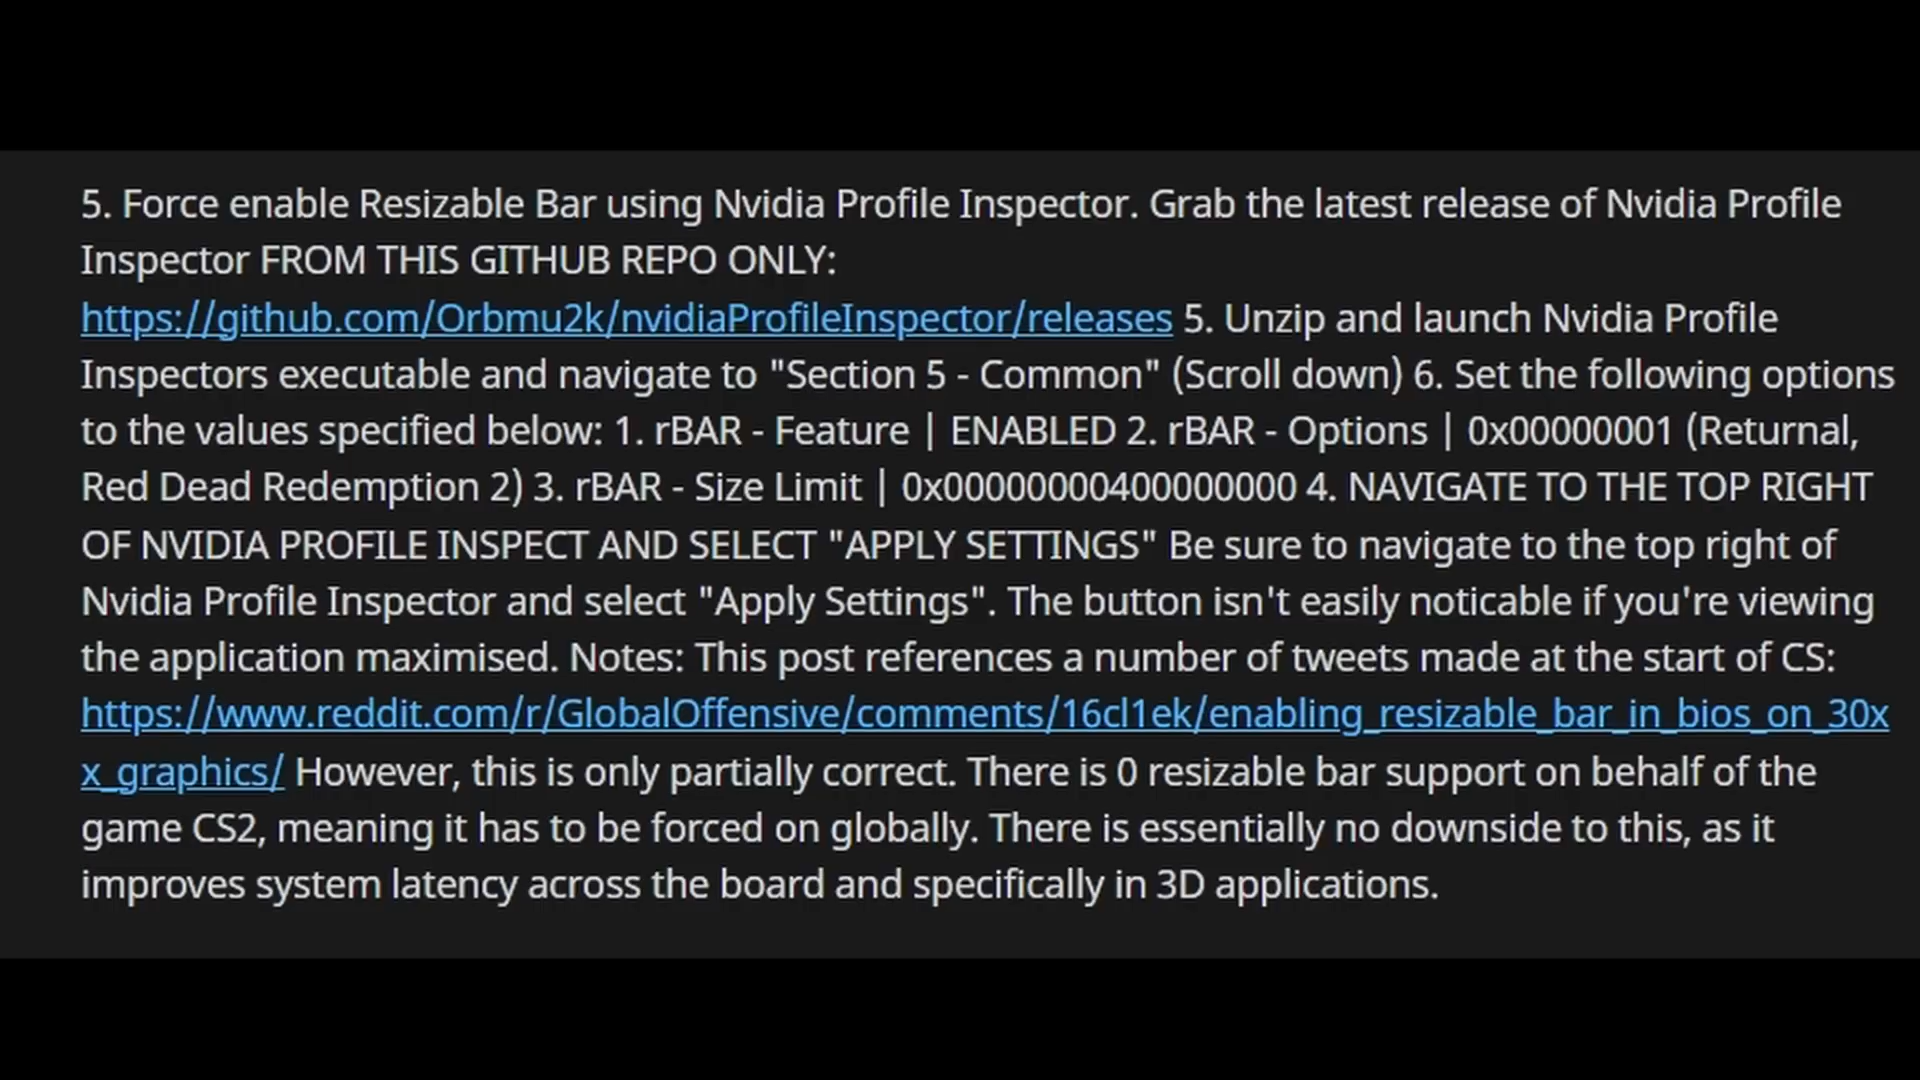 5. Force enable Resizable Bar using Nvidia Profile Inspector. Grab the latest release of Nvidia Profile
Inspector FROM THIS GITHUB REPO ONLY:
https://github.com/Orbmu2k/nvidiaProfileInspector/releases 5. Unzip and launch Nvidia Profile
Inspectors executable and navigate to "Section 5 - Common" (Scroll down) 6. Set the following options
to the values specified below: 1. rBAR - Feature | ENABLED 2. rBAR - Options | 0x00000001 (Returnal,
Red Dead Redemption 2) 3. rBAR - Size Limit | 0x00000000400000000 4. NAVIGATE TO THE TOP RIGHT
OF NVIDIA PROFILE INSPECT AND SELECT "APPLY SETTINGS" Be sure to navigate to the top right of
Nvidia Profile Inspector and select "Apply Settings". The button isn't easily noticable if you're viewing
the application maximised. Notes: This post references a number of tweets made at the start of CS:
https://www.reddit.com/r/GlobalOffensive/comments/16cl1ek/enabling_resizable_bar_in_bios_on_30x
x_graphics/ However, this is only partially correct. There is 0 resizable bar support on behalf of the
game CS2, meaning it has to be forced on globally. There is essentially no downside to this, as it
improves system latency across the board and specifically in 3D applications.